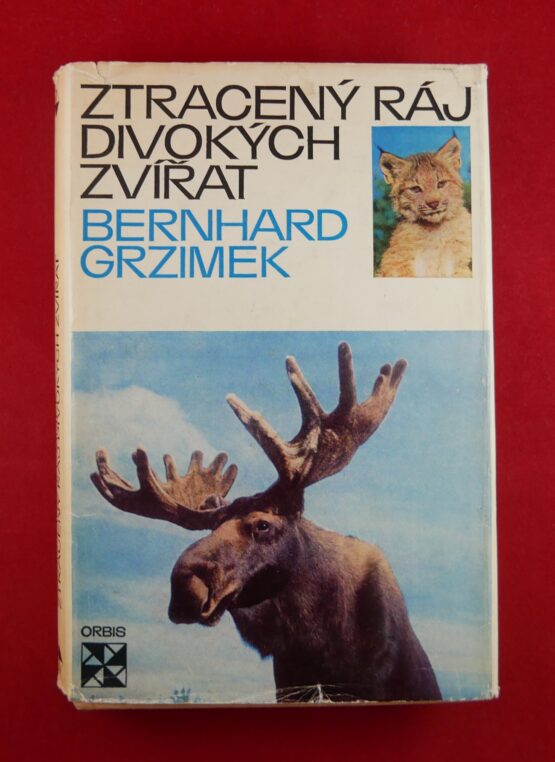 ZTRACENÝ RÁJ
DIVOKÝCH
ZVÍŘAT
BERNHARD
GRZIMEK
ORBIS